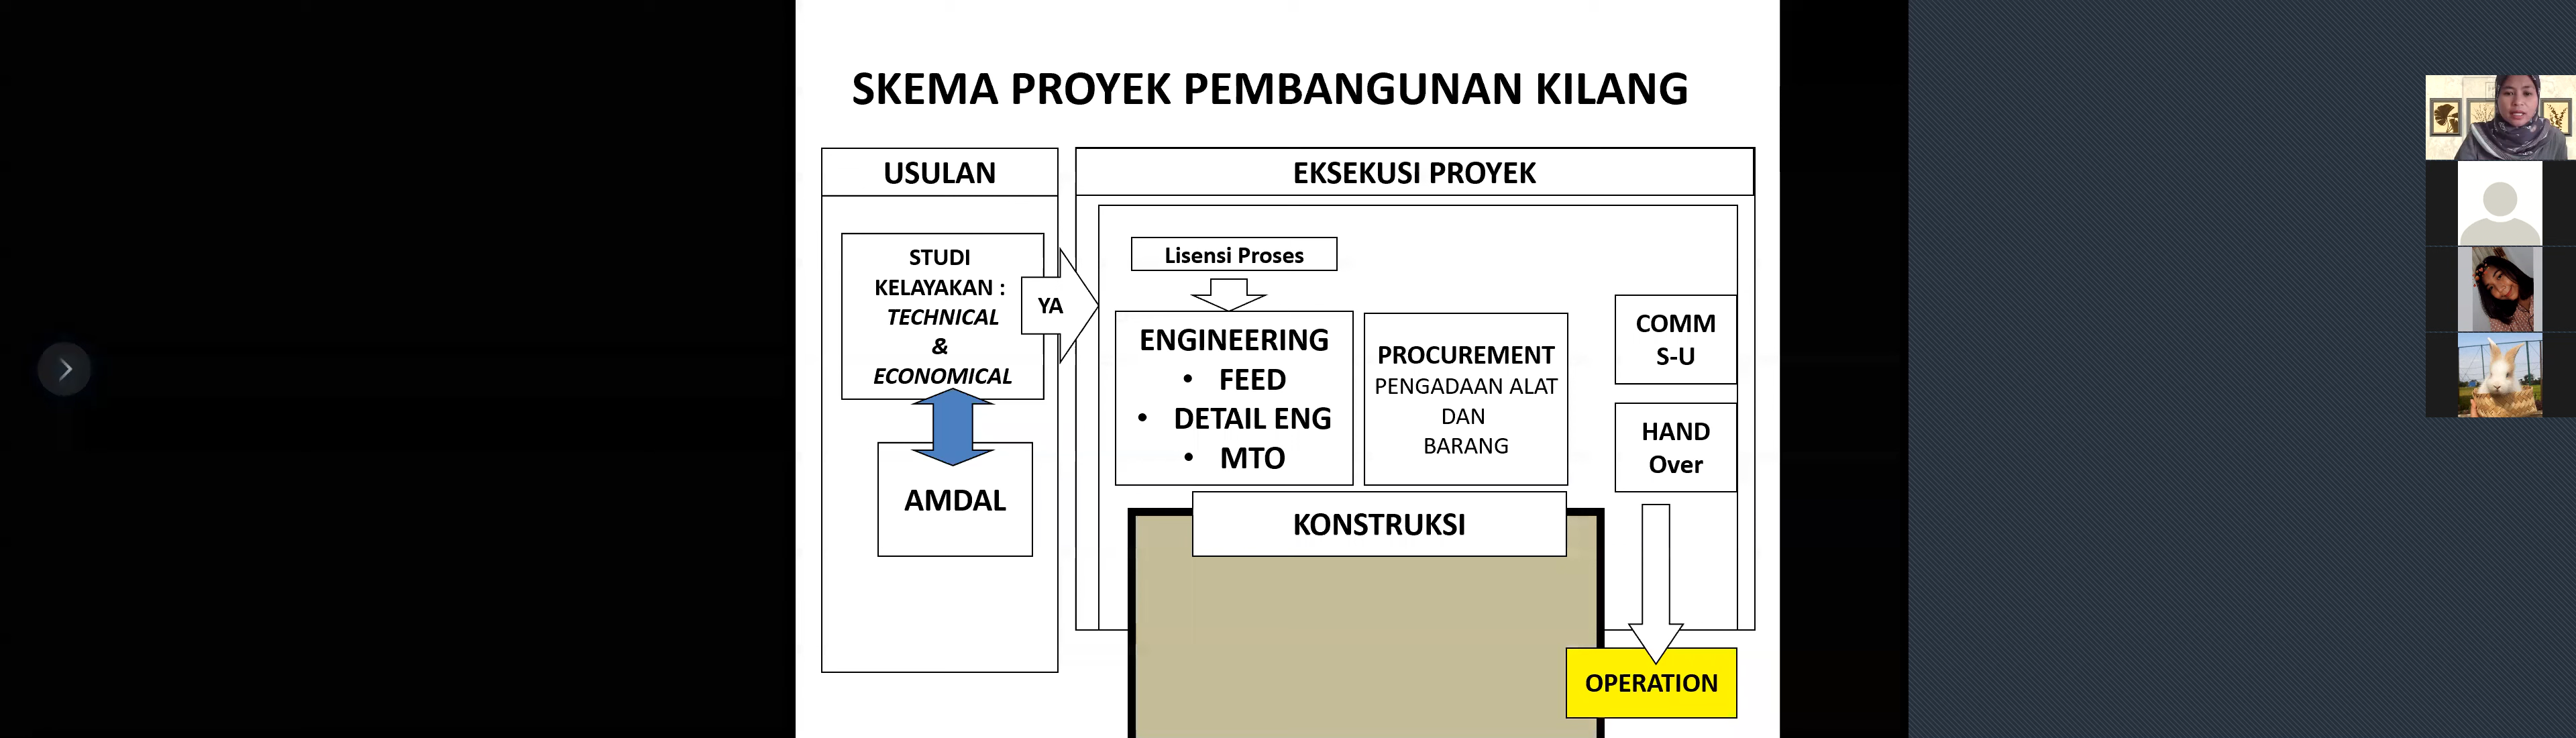 SKEMA PROYEK PEMBANGUNAN KILANG
USULAN
STUDI
KELAYAKAN :
TECHNICAL
&
ECONOMICAL
AMDAL
YA
EKSEKUSI PROYEK
Lisensi Proses
ENGINEERING
• FEED
• DETAIL ENG
• MTO
PROCUREMENT
PENGADAAN ALAT
DAN
BARANG
KONSTRUKSI
COMM
S-U
HAND
Over
OPERATION